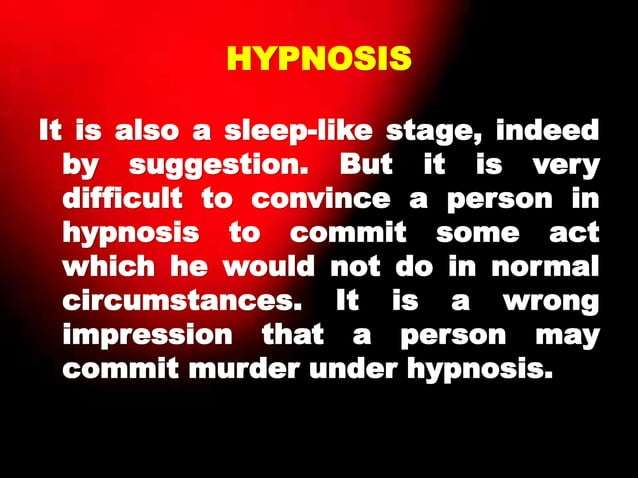 HYPNOSIS
It is also a sleep-like stage, indeed
by suggestion. But it is very
difficult to convince a person in
hypnosis to commit some act
which he would not do in normal
circumstances. It is a wrong
impression that a person may
commit murder under hypnosis.